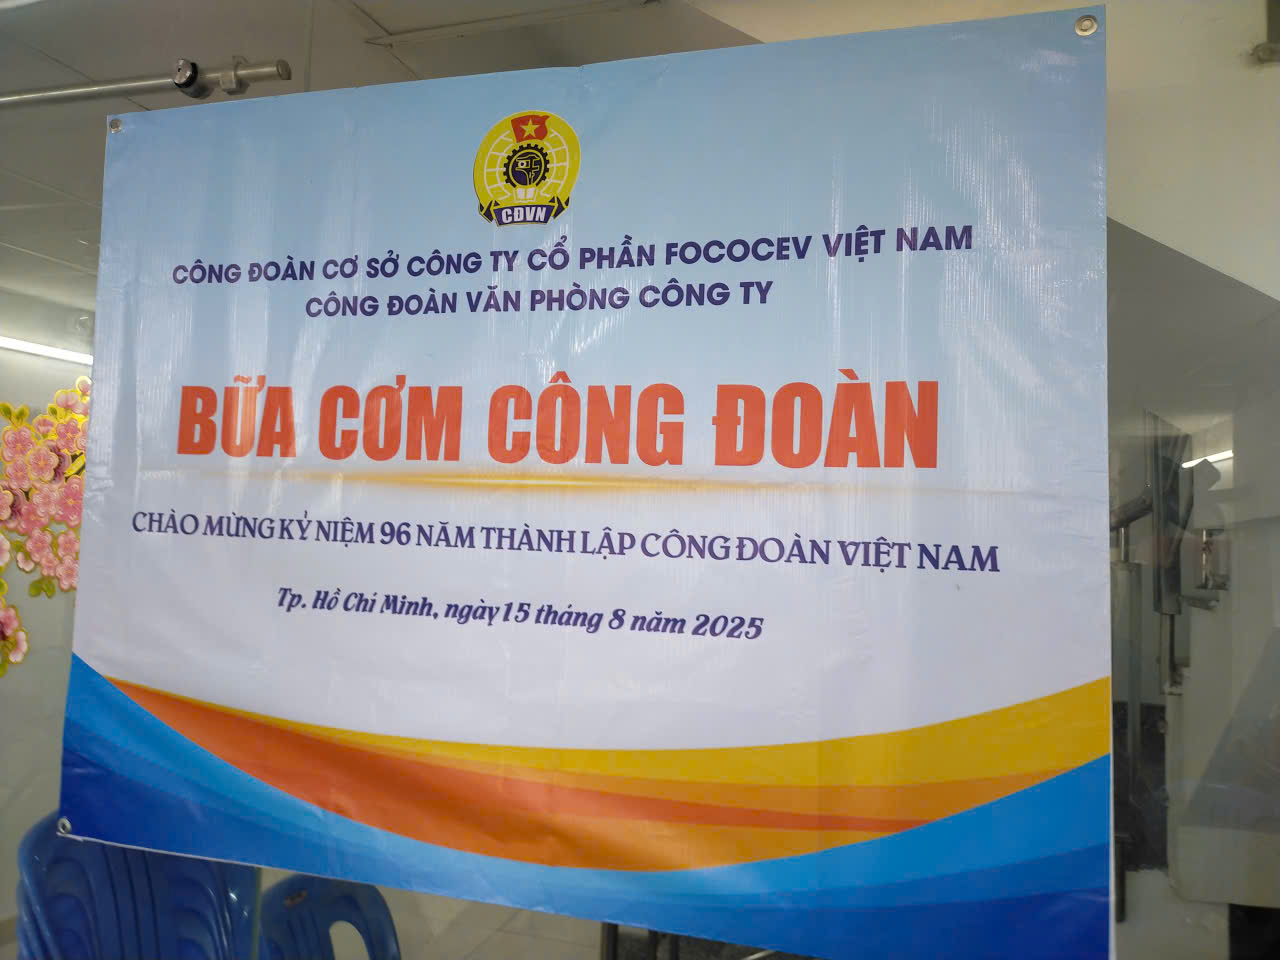 CĐVN
CÔNG ĐOÀN CƠ SỞ CÔNG TY CỔ PHẦN FOCOCEV VIỆT NAM
CÔNG ĐOÀN VĂN PHÒNG CÔNG TY
BỮA CƠM CÔNG ĐOÀN
CHÀO MỪNG KỶ NIỆM 96 NĂM THÀNH LẬP CÔNG ĐOÀN VIỆT NAM
Tp. Hồ Chí Minh, ngày 15 tháng 8 năm 2025